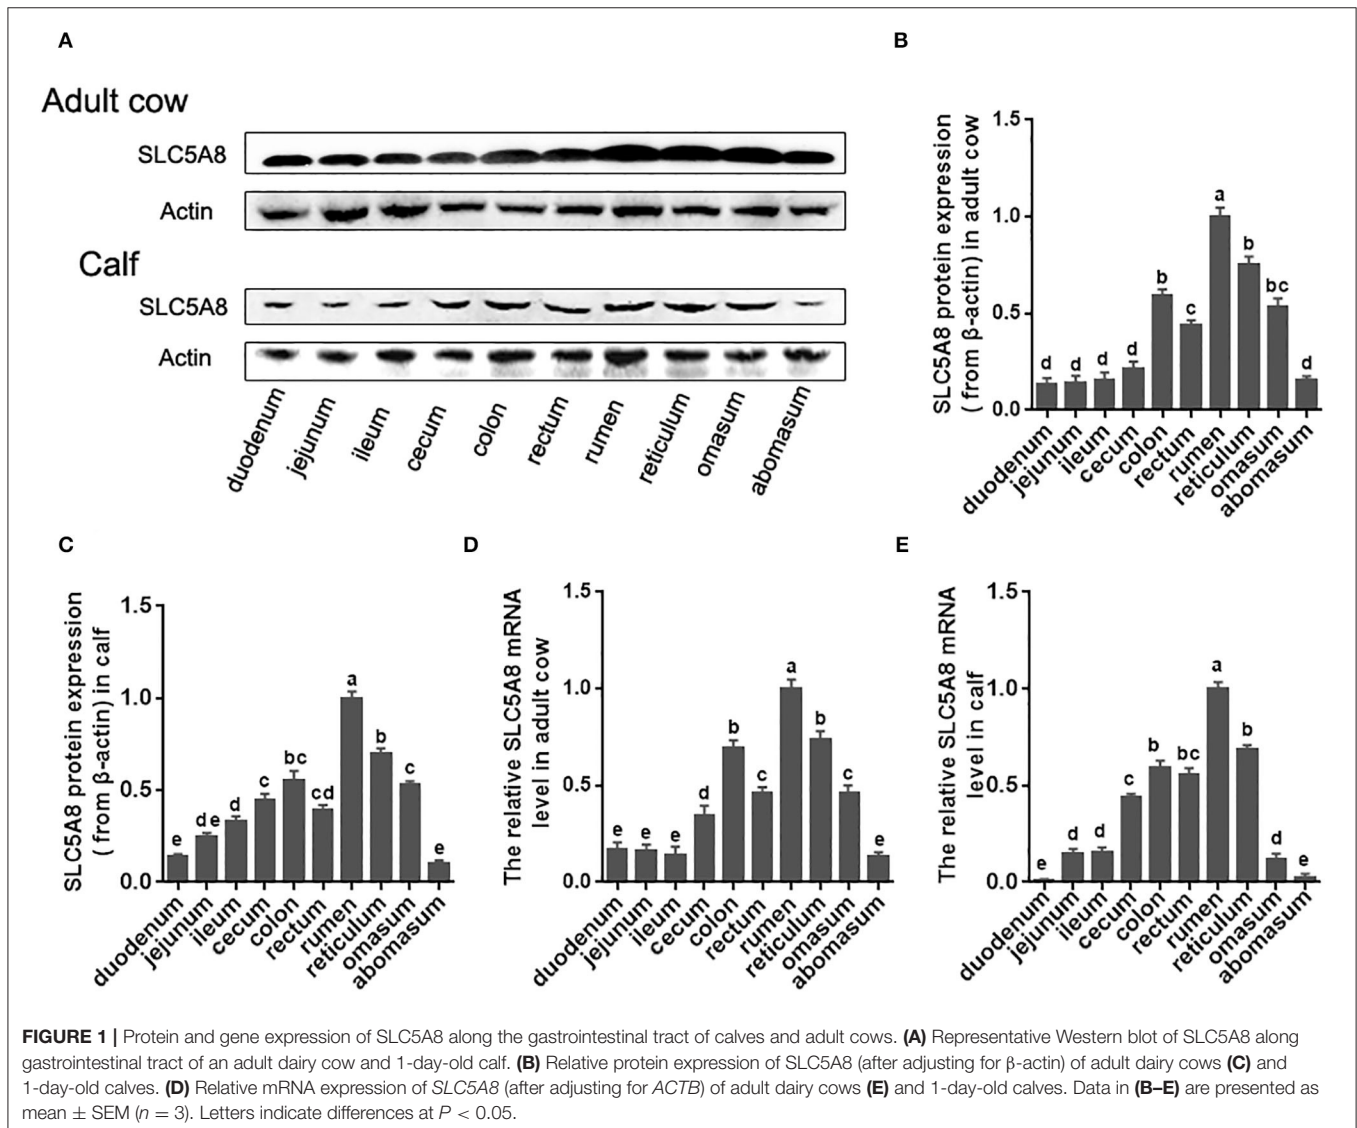 A
Adult cow
SLC5A8
Actin
Calf
SLC5A8
Actin
duodenum
jejunum
ileum
cecum
colon
rectum
rumen
reticulum
omasum
abomasum
B
SLC5A8 protein expression
( from β-actin) in adult cow
1.5
1.0
0.5
0.0
d
d
d
d
b
c
a
b
bc
d
duodenum
jejunum
ileum
cecum
colon
rectum
rumen
reticulum
omasum
abomasum
C
SLC5A8 protein expression
( from β-actin) in calf
1.5
1.0
0.5
0.0
e
de
d
c
bc
cd
a
b
c
e
duodenum
jejunum
ileum
cecum
colon
rectum
rumen
reticulum
omasum
abomasum
D
The relative SLC5A8 mRNA
level in adult cow
1.5
1.0
0.5
0.0
e
e
e
d
b
c
a
b
c
e
duodenum
jejunum
ileum
cecum
colon
rectum
rumen
reticulum
omasum
abomasum
E
The relative SLC5A8 mRNA
level in calf
1.5
1.0
0.5
0.0
e
d
d
c
b
bc
a
b
d
e
duodenum
jejunum
ileum
cecum
colon
rectum
rumen
reticulum
omasum
abomasum
FIGURE 1 | Protein and gene expression of SLC5A8 along the gastrointestinal tract of calves and adult cows. (A) Representative Western blot of SLC5A8 along
gastrointestinal tract of an adult dairy cow and 1-day-old calf. (B) Relative protein expression of SLC5A8 (after adjusting for β-actin) of adult dairy cows (C) and
1-day-old calves. (D) Relative mRNA expression of SLC5A8 (after adjusting for ACTB) of adult dairy cows (E) and 1-day-old calves. Data in (B–E) are presented as
mean ± SEM (n = 3). Letters indicate differences at P < 0.05.